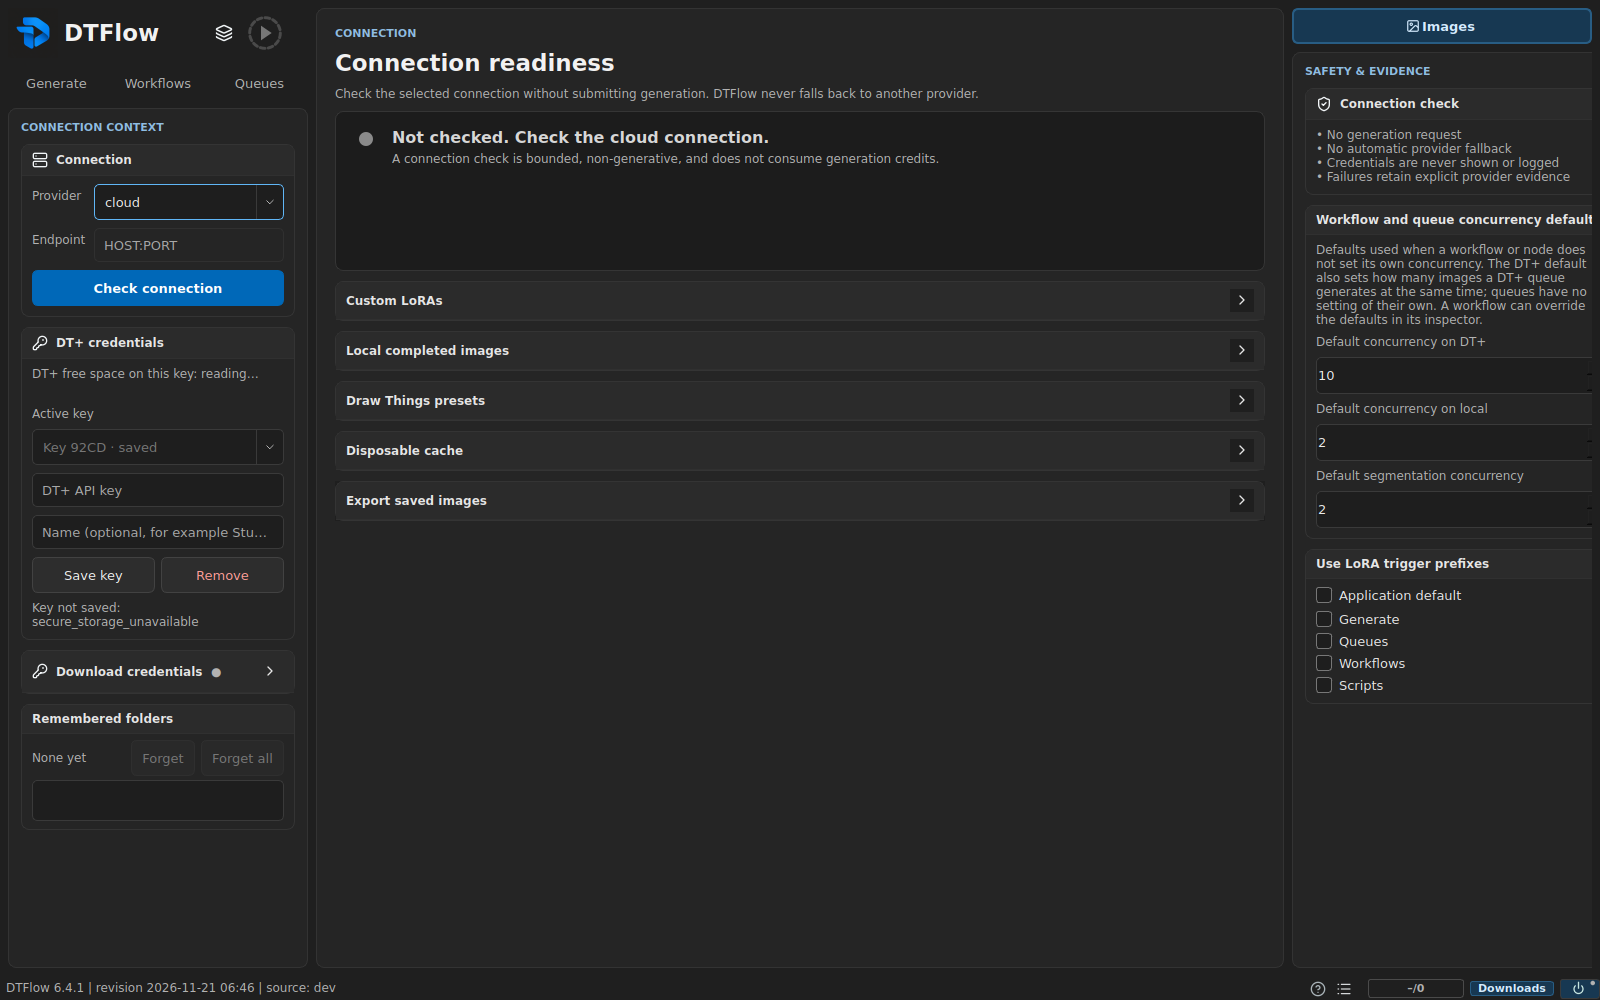 DTFlow
Generate
Workflows
Queues
CONNECTION CONTEXT
Connection
Provider
cloud
Endpoint
HOST:PORT
Check connection
DT+ credentials
DT+ free space on this key: reading...
Active key
Key 92CD · saved
DT+ API key
Name (optional, for example Stu...
Save key
Remove
Key not saved:
secure_storage_unavailable
Download credentials
Remembered folders
None yet
Forget
Forget all
CONNECTION
Connection readiness
Check the selected connection without submitting generation. DTFlow never falls back to another provider.
Not checked. Check the cloud connection.
A connection check is bounded, non-generative, and does not consume generation credits.
Custom LoRAs
Local completed images
Draw Things presets
Disposable cache
Export saved images
Images
SAFETY & EVIDENCE
Connection check
• No generation request
• No automatic provider fallback
• Credentials are never shown or logged
• Failures retain explicit provider evidence
Workflow and queue concurrency default
Defaults used when a workflow or node does
not set its own concurrency. The DT+ default
also sets how many images a DT+ queue
generates at the same time; queues have no
setting of their own. A workflow can override
the defaults in its inspector.
Default concurrency on DT+
10
Default concurrency on local
2
Default segmentation concurrency
2
Use LoRA trigger prefixes
Application default
Generate
Queues
Workflows
Scripts
DTFlow 6.4.1 | revision 2026-11-21 06:46 | source: dev
-/0
Downloads